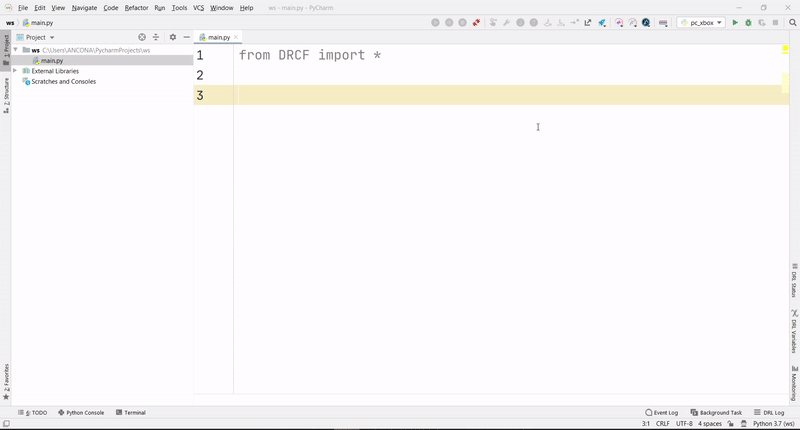 File Edit View Navigate Code Refactor Run Tools VCS Window Help ws - main.py - PyCharm
ws main.py pc_xbox
Project main.py
ws C:\Users\ANCONA\PycharmProjects\ws
main.py
External Libraries
Scratches and Consoles
1 from DRCF import *
2
3
1: Project
7: Structure
2: Favorites
DRL Status
DRL Variables
Monitoring
6: TODO Python Console Terminal Event Log Background Task DRL Log
3:1 CRLF UTF-8 4 spaces Python 3.7 (ws)